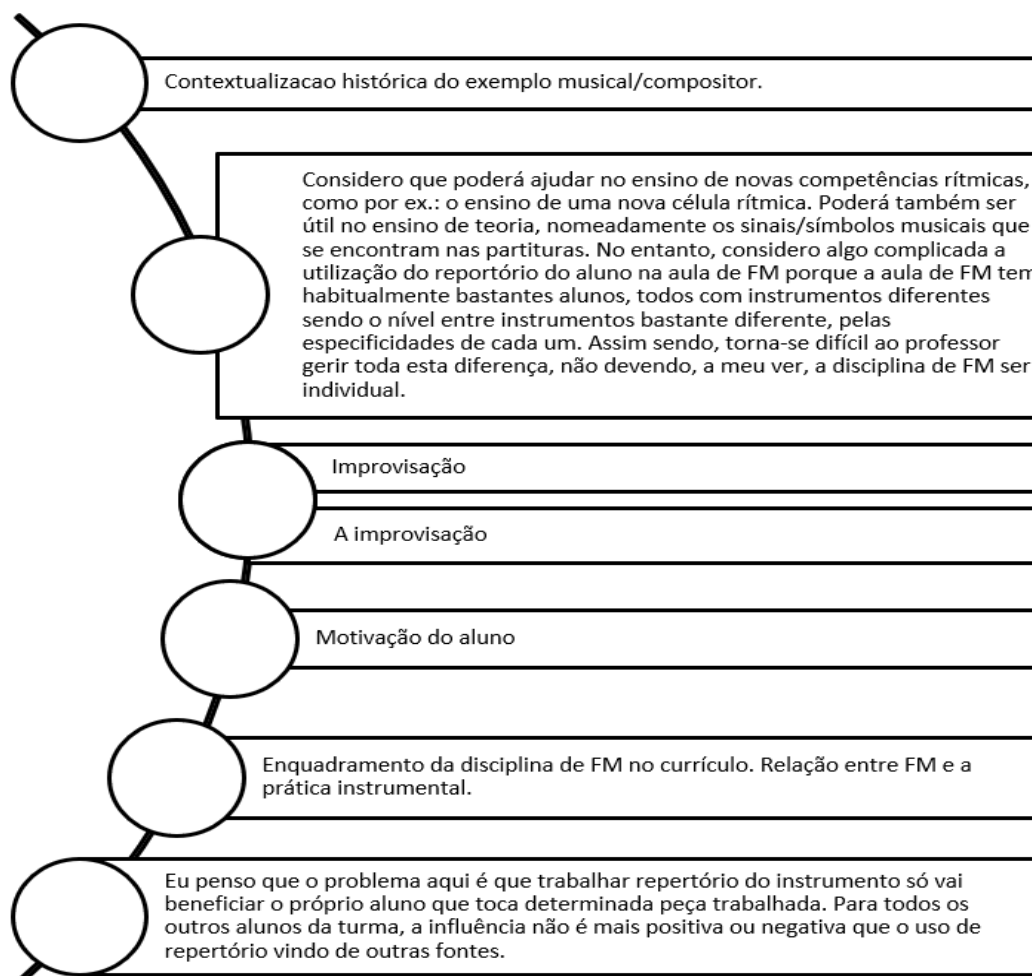 Contextualizacao histórica do exemplo musical/compositor.
Considero que poderá ajudar no ensino de novas competências rítmicas,
como por ex.: o ensino de uma nova célula rítmica. Poderá também ser
útil no ensino de teoria, nomeadamente os sinais/símbolos musicais que
se encontram nas partituras. No entanto, considero algo complicada a
utilização do reportório do aluno na aula de FM porque a aula de FM tem
habitualmente bastantes alunos, todos com instrumentos diferentes
sendo o nível entre instrumentos bastante diferente, pelas
especificidades de cada um. Assim sendo, torna-se difícil ao professor
gerir toda esta diferença, não devendo, a meu ver, a disciplina de FM ser
individual.
Improvisação
A improvisação
Motivação do aluno
Enquadramento da disciplina de FM no currículo. Relação entre FM e a
prática instrumental.
Eu penso que o problema aqui é que trabalhar repertório do instrumento só vai
beneficiar o próprio aluno que toca determinada peça trabalhada. Para todos os
outros alunos da turma, a influência não é mais positiva ou negativa que o uso de
repertório vindo de outras fontes.